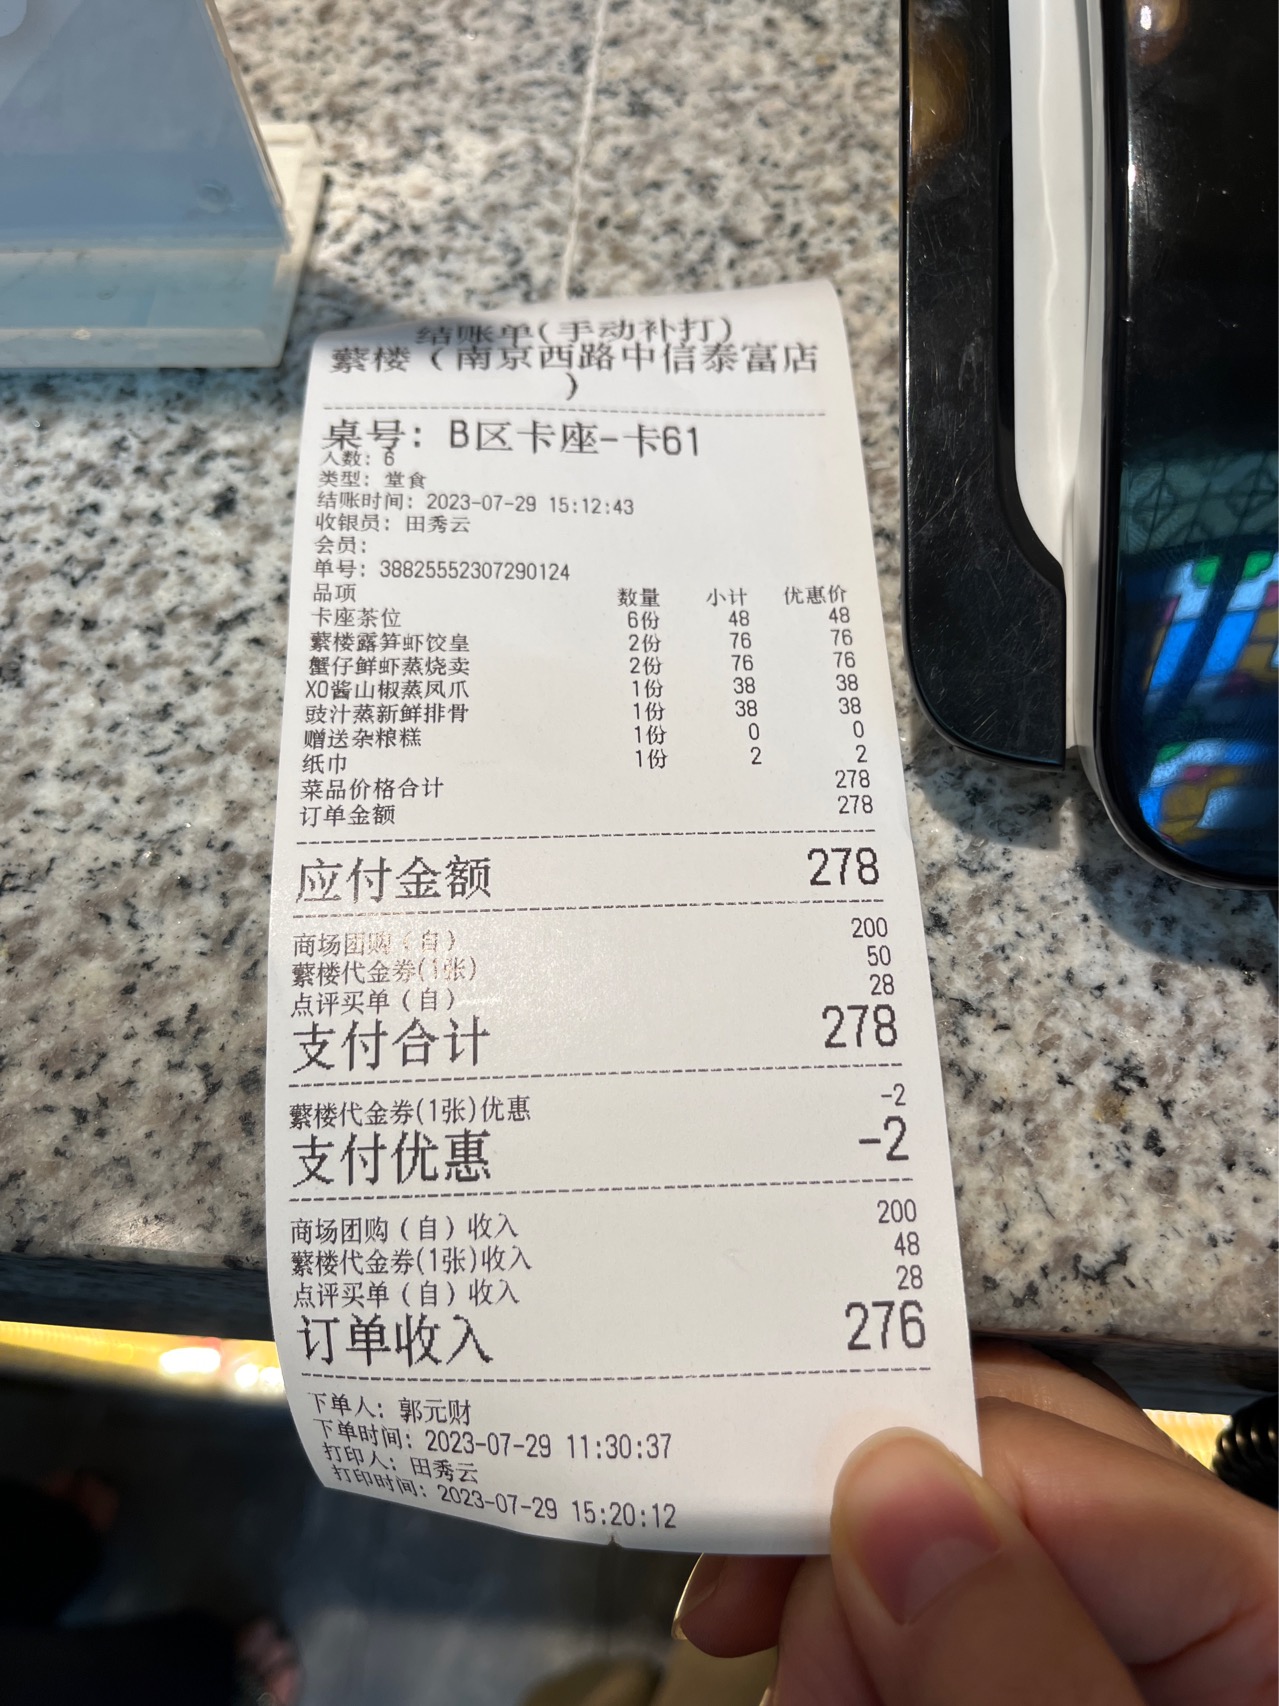 结账单(手动补打)
蘩楼（南京西路中信泰富店
）
桌号: B区卡座-卡61
人数: 6
类型: 堂食
结账时间: 2023-07-29 15:12:43
收银员: 田秀云
会员:
单号: 388255552307290124
品项 数量 小计 优惠价
卡座茶位 6份 48 48
蘩楼露笋虾饺皇 2份 76 76
蟹仔鲜虾蒸烧卖 2份 76 76
XO酱山椒蒸凤爪 1份 38 38
豉汁蒸新鲜排骨 1份 38 38
赠送杂粮糕 1份 0 0
纸巾 1份 2 2
菜品价格合计 278
订单金额 278
应付金额 278
商场团购（自） 200
蘩楼代金券(1张) 50
点评买单（自） 28
支付合计 278
蘩楼代金券(1张)优惠 -2
支付优惠 -2
商场团购（自）收入 200
蘩楼代金券(1张)收入 48
点评买单（自）收入 28
订单收入 276
下单人: 郭元财
下单时间: 2023-07-29 11:30:37
打印人: 田秀云
打印时间: 2023-07-29 15:20:12